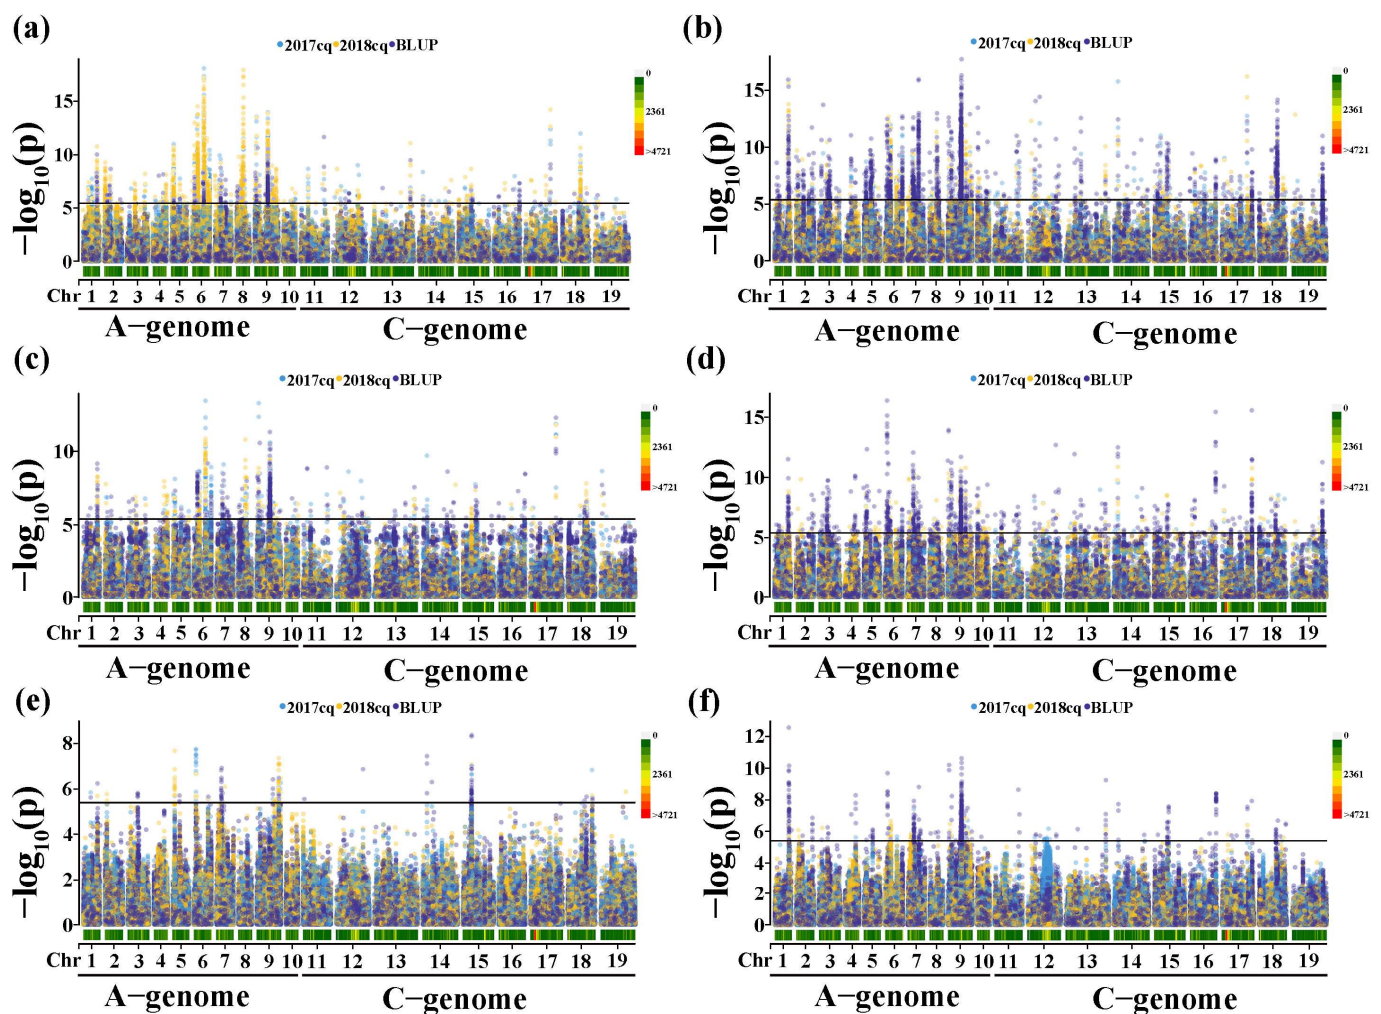 (a)
2017cq 2018cq BLUP
−log10(p)
15
10
5
0
0
2361
>4721
Chr 1 2 3 4 5 6 7 8 9 10 11 12 13 14 15 16 17 18 19
A−genome C−genome
(b)
2017cq 2018cq BLUP
−log10(p)
15
10
5
0
0
2361
>4721
Chr 1 2 3 4 5 6 7 8 9 10 11 12 13 14 15 16 17 18 19
A−genome C−genome
(c)
2017cq 2018cq BLUP
−log10(p)
10
5
0
0
2361
>4721
Chr 1 2 3 4 5 6 7 8 9 10 11 12 13 14 15 16 17 18 19
A−genome C−genome
(d)
2017cq 2018cq BLUP
−log10(p)
15
10
5
0
0
2361
>4721
Chr 1 2 3 4 5 6 7 8 9 10 11 12 13 14 15 16 17 18 19
A−genome C−genome
(e)
2017cq 2018cq BLUP
−log10(p)
8
6
4
2
0
0
2361
>4721
Chr 1 2 3 4 5 6 7 8 9 10 11 12 13 14 15 16 17 18 19
A−genome C−genome
(f)
2017cq 2018cq BLUP
−log10(p)
12
10
8
6
4
2
0
0
2361
>4721
Chr 1 2 3 4 5 6 7 8 9 10 11 12 13 14 15 16 17 18 19
A−genome C−genome